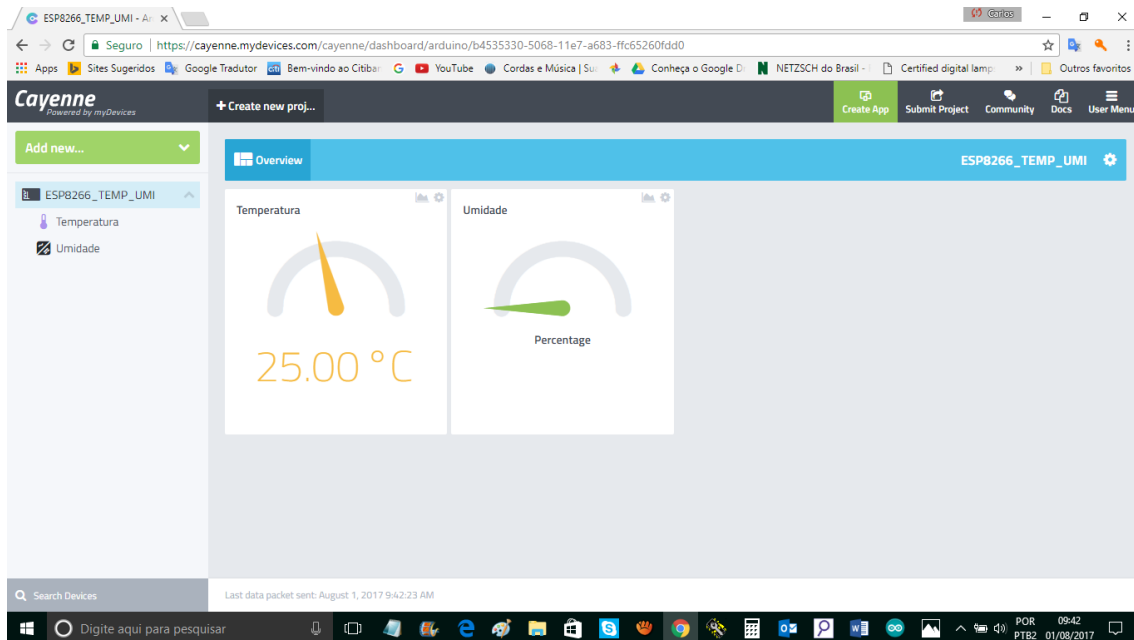 ESP8266_TEMP_UMI - Ar
Carlos
Seguro
https://cayenne.mydevices.com/cayenne/dashboard/arduino/b4535330-5068-11e7-a683-ffc65260fdd0
Apps
Sites Sugeridos
Google Tradutor
citi
Bem-vindo ao Citibar
YouTube
Cordas e Música | Su
Conheça o Google D
NETZSCH do Brasil -
Certified digital lamp
»
Outros favoritos
Cayenne
Powered by myDevices
+ Create new proj...
Create App
Submit Project
Community
Docs
User Menu
Add new...
Overview
ESP8266_TEMP_UMI
ESP8266_TEMP_UMI
Temperatura
Umidade
Temperatura
25.00 °C
Umidade
Percentage
Search Devices
Last data packet sent: August 1, 2017 9:42:23 AM
Digite aqui para pesquisar
POR
PTB2
09:42
01/08/2017